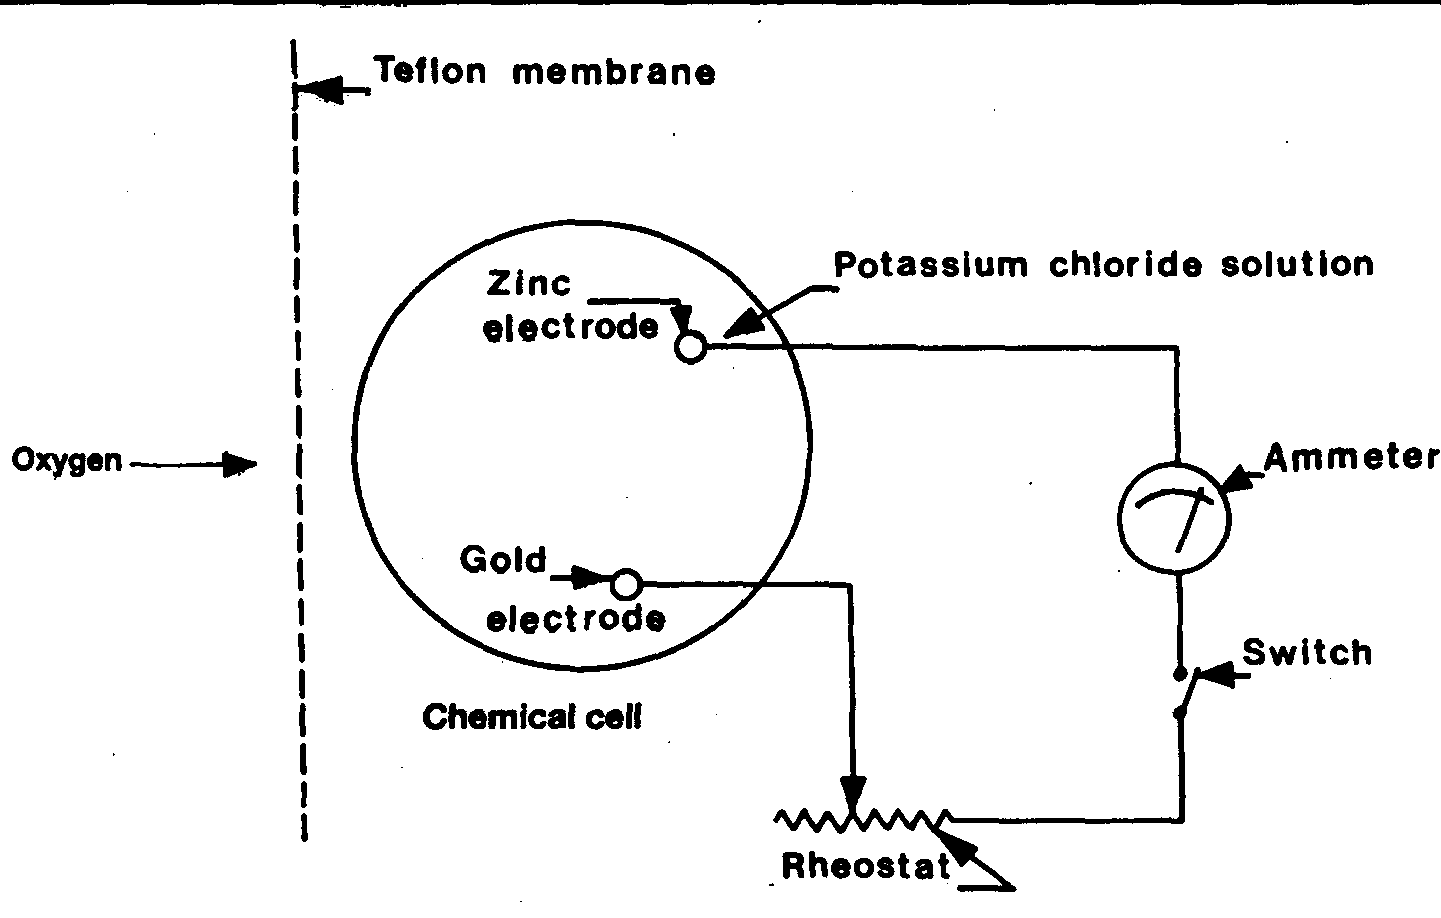 Teflon membrane
Potassium chloride solution
Zinc
electrode
Oxygen
Ammeter
Gold
electrode
Switch
Chemical cell
Rheostat